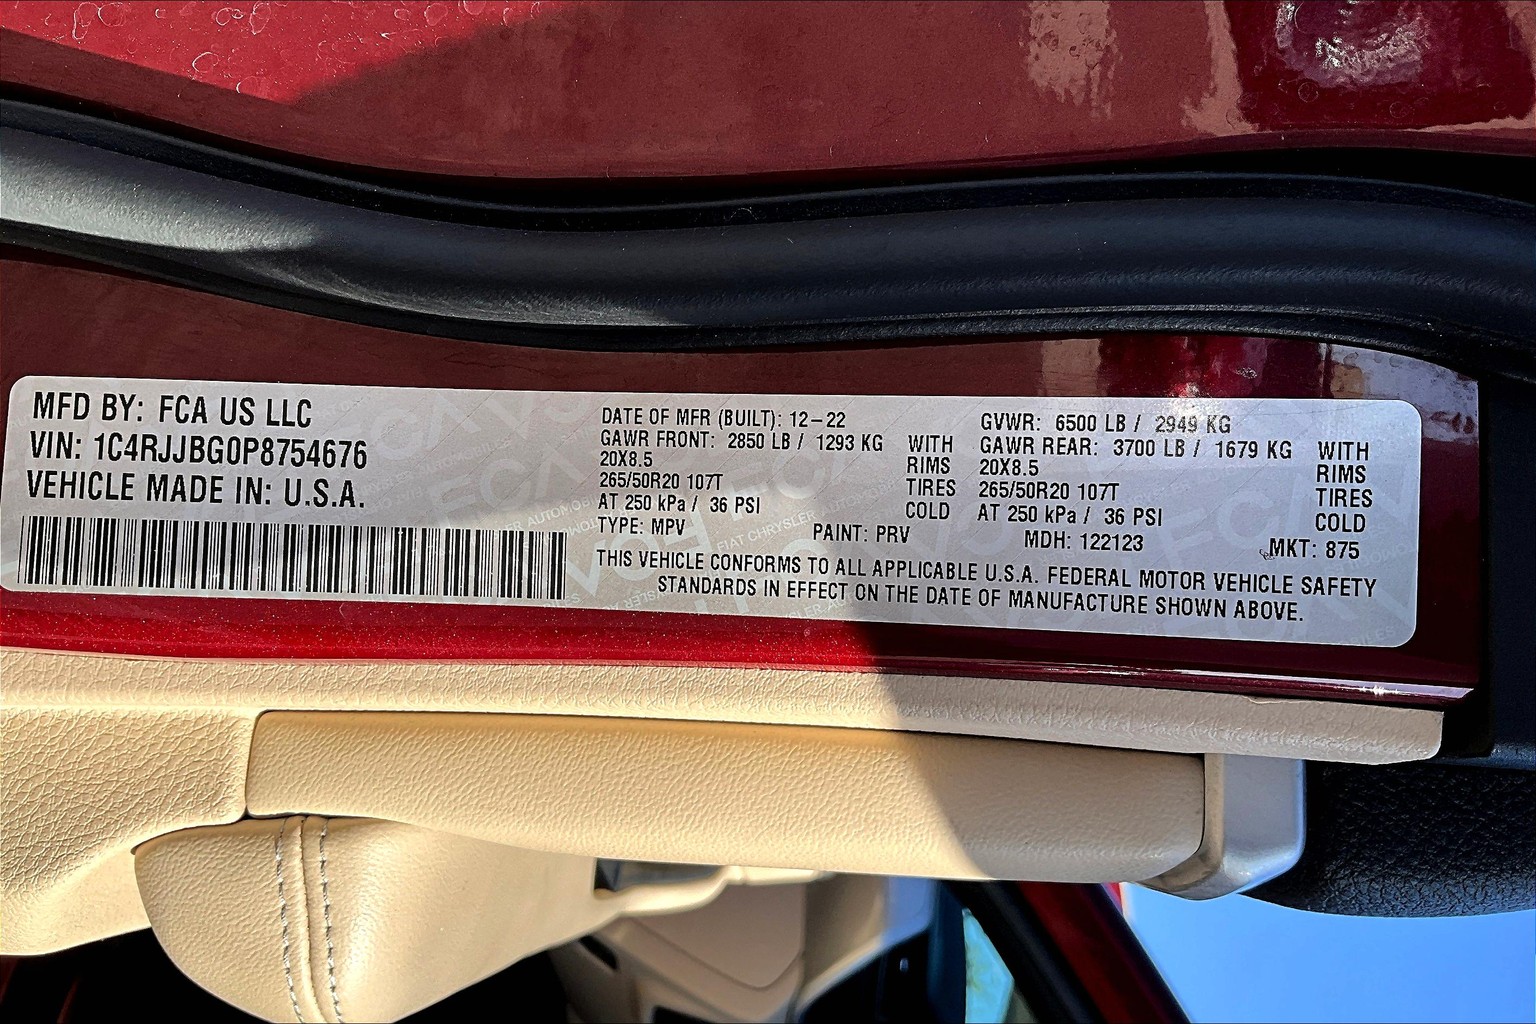 MFD BY: FCA US LLC
VIN: 1C4RJJBG0P8754676
VEHICLE MADE IN: U.S.A.
DATE OF MFR (BUILT): 12-22
GAWR FRONT: 2850 LB / 1293 KG WITH
20X8.5 RIMS
265/50R20 107T TIRES
AT 250 kPa / 36 PSI COLD
GVWR: 6500 LB / 2949 KG
GAWR REAR: 3700 LB / 1679 KG WITH
20X8.5 RIMS
265/50R20 107T TIRES
AT 250 kPa / 36 PSI COLD
TYPE: MPV PAINT: PRV MDH: 122123 MKT: 875
THIS VEHICLE CONFORMS TO ALL APPLICABLE U.S.A. FEDERAL MOTOR VEHICLE SAFETY
STANDARDS IN EFFECT ON THE DATE OF MANUFACTURE SHOWN ABOVE.